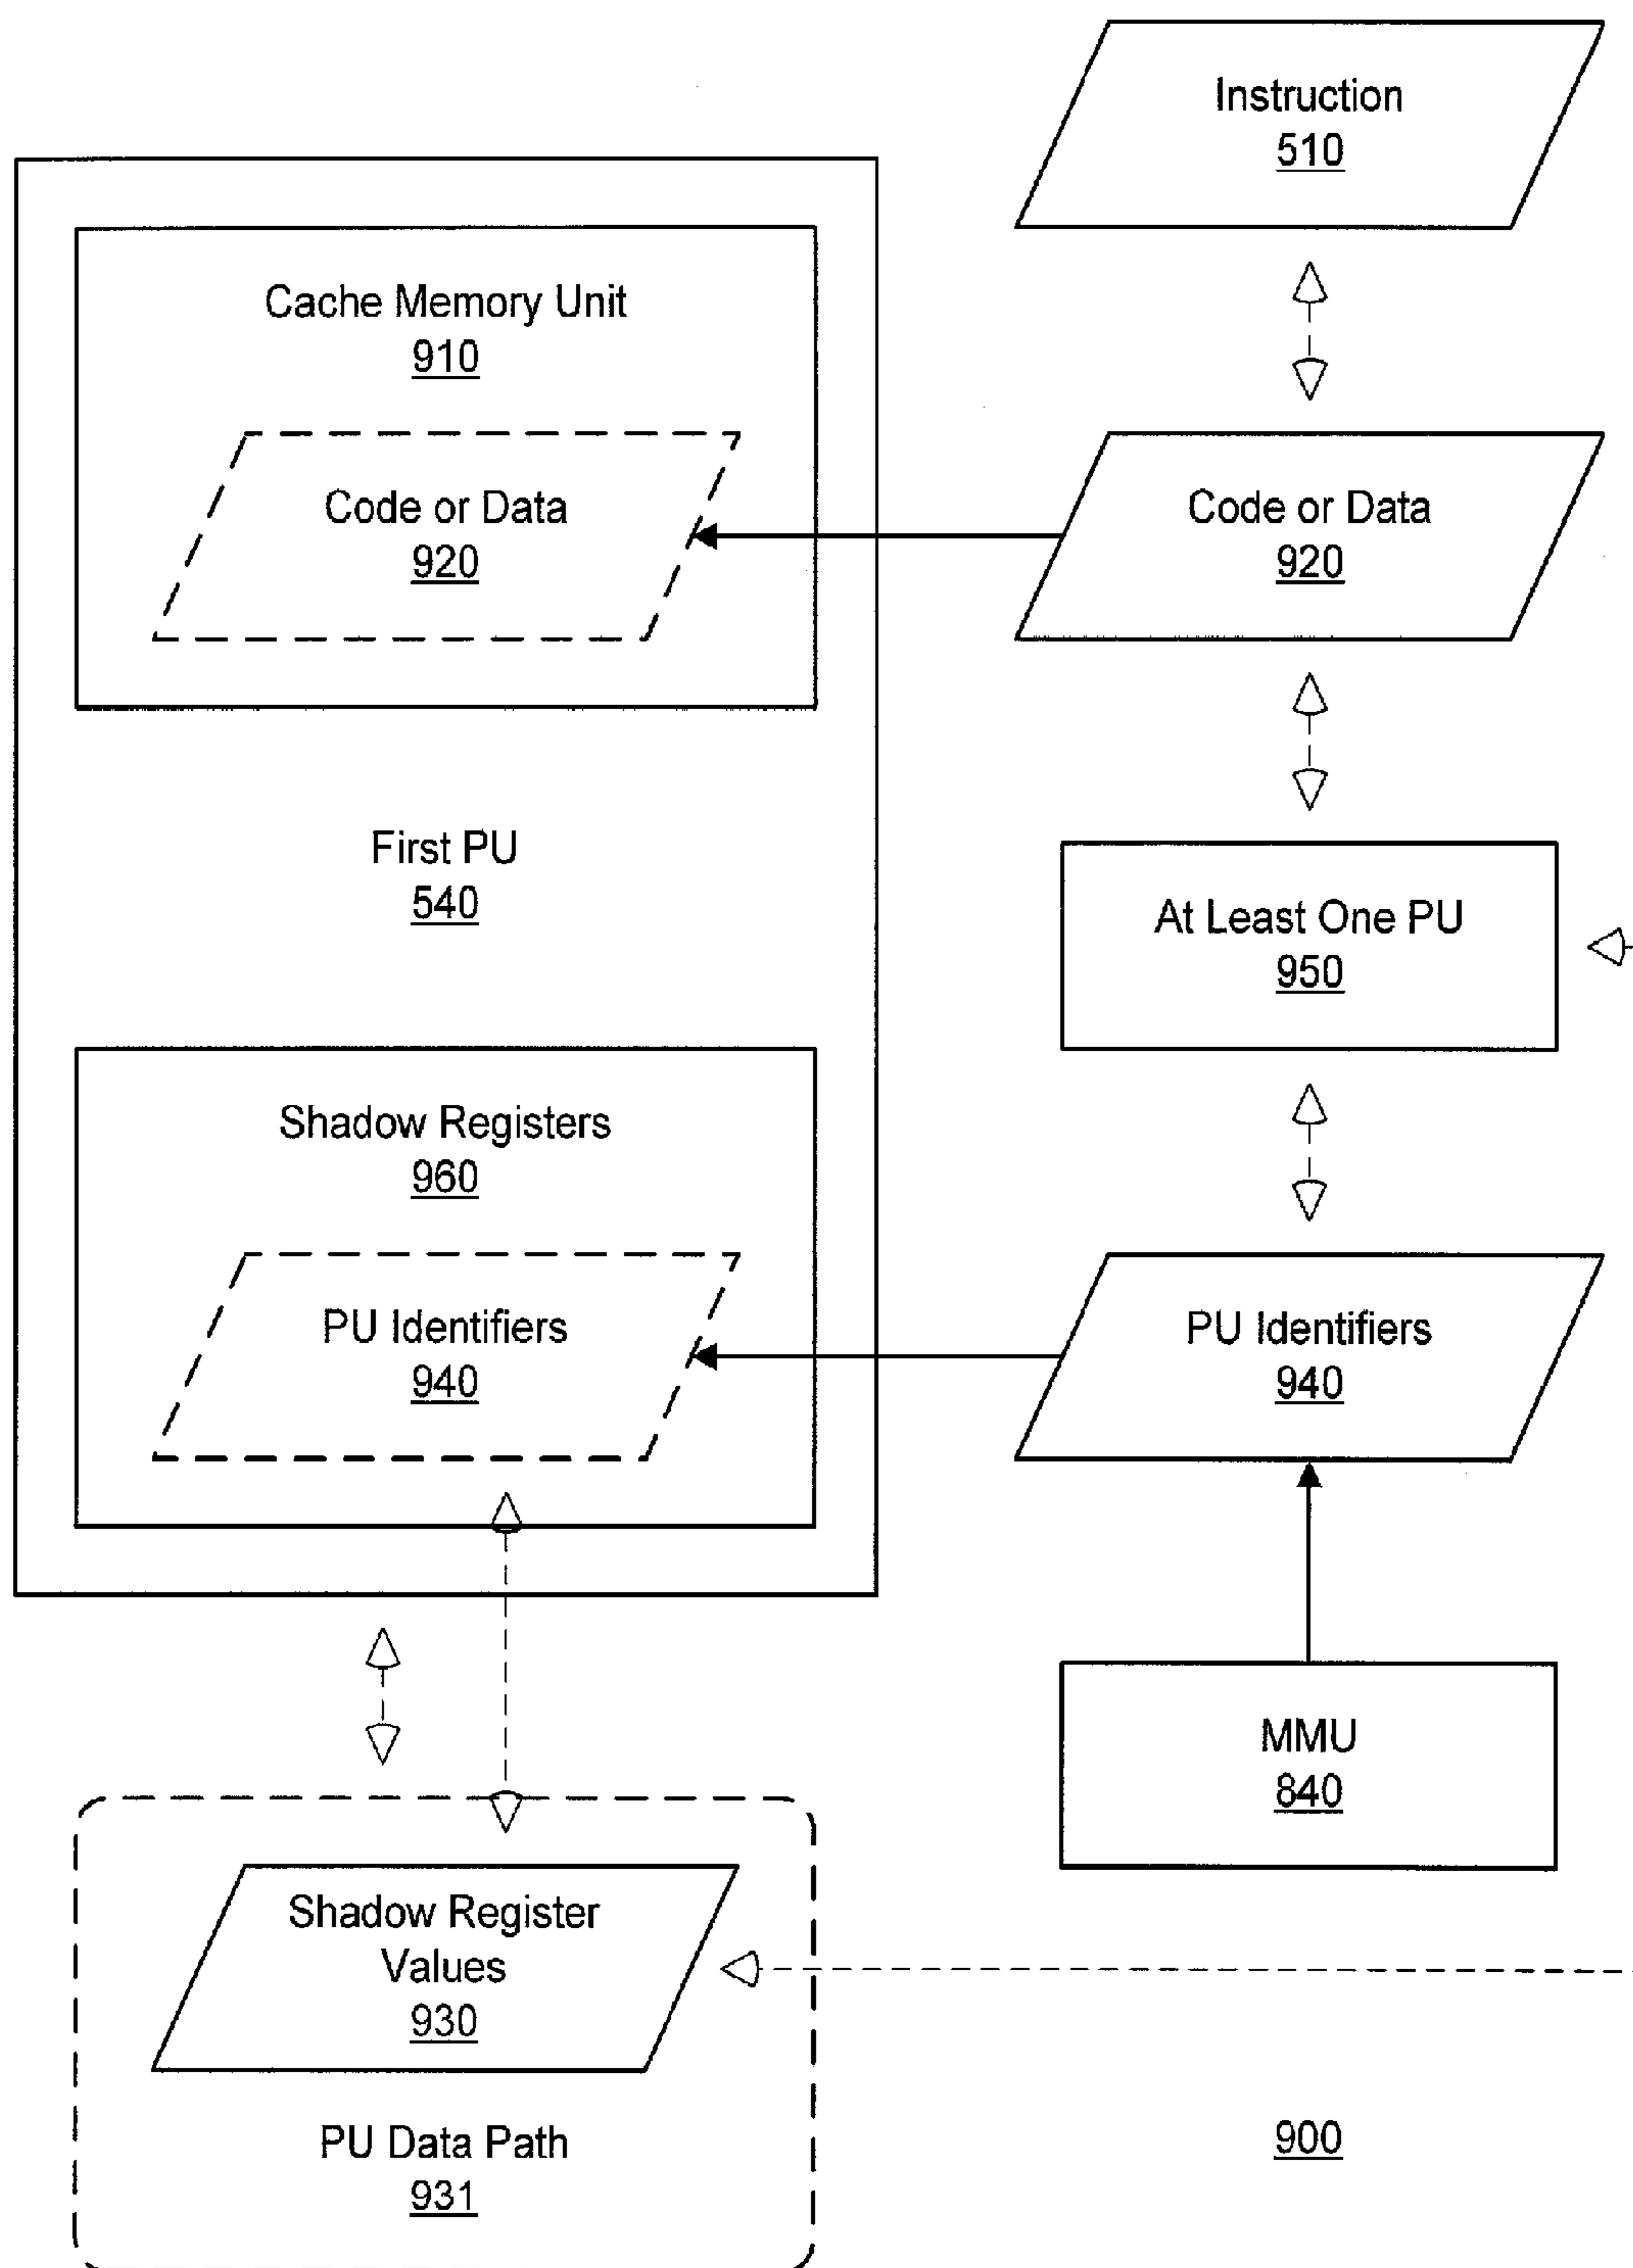 Instruction
510
Cache Memory Unit
910
Code or Data
920
Code or Data
920
First PU
540
At Least One PU
950
Shadow Registers
960
PU Identifiers
940
PU Identifiers
940
MMU
840
Shadow Register
Values
930
PU Data Path
931
900